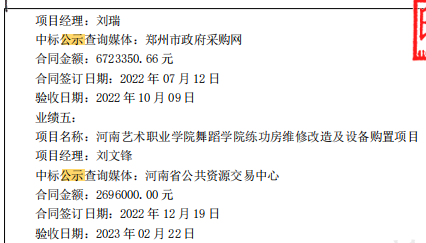 项目经理：刘瑞
中标公示查询媒体：郑州市政府采购网
合同金额：6723350.66 元
合同签订日期：2022 年 07 月 12 日
验收日期：2022 年 10 月 09 日
业绩五：
项目名称：河南艺术职业学院舞蹈学院练功房维修改造及设备购置项目
项目经理：刘文锋
中标公示查询媒体：河南省公共资源交易中心
合同金额：2696000.00 元
合同签订日期：2022 年 12 月 19 日
验收日期：2023 年 02 月 22 日